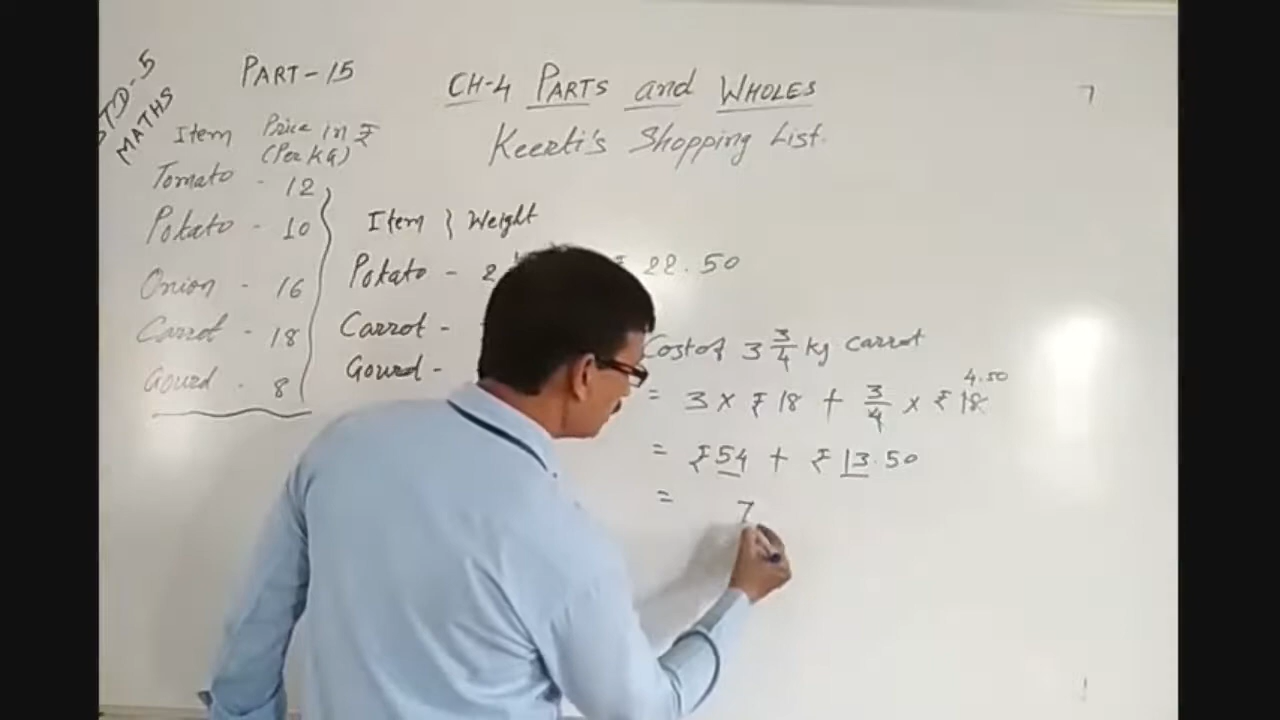 STD-5
MATHS
PART-15
CH-4 PARTS and WHOLES
Keerti's Shopping List.
Item Price in ₹
(Per KG)
Tomato - 12
Potato - 10
Onion - 16
Carrot - 18
Gourd - 8
Item } Weight
Potato - 2 ₹ 22.50
Carrot -
Gourd -
Cost of 3 3/4 kg carrot
4.50
= 3 × ₹ 18 + 3/4 × ₹ 18
= ₹ 54 + ₹ 13.50
= 7
7